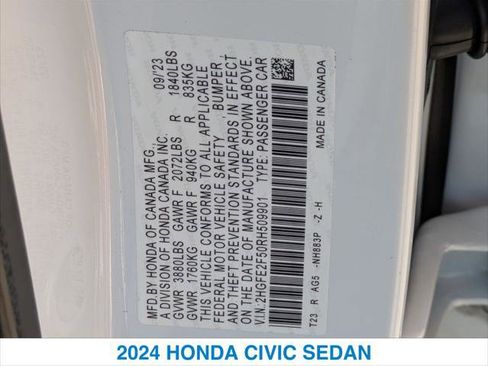 MFD. BY HONDA OF CANADA MFG., 09/'23
A DIVISION OF HONDA CANADA INC.
GVWR 3880LBS GAWR F 2072LBS R 1840LBS
GVWR 1760KG GAWR F 940KG R 835KG
THIS VEHICLE CONFORMS TO ALL APPLICABLE
FEDERAL MOTOR VEHICLE SAFETY, BUMPER,
AND THEFT PREVENTION STANDARDS IN EFFECT
ON THE DATE OF MANUFACTURE SHOWN ABOVE.
V.I.N.:2HGFE2F50RH509901 TYPE:PASSENGER CAR
T23 R AG5 -NH883P -Z -H MADE IN CANADA
2024 HONDA CIVIC SEDAN